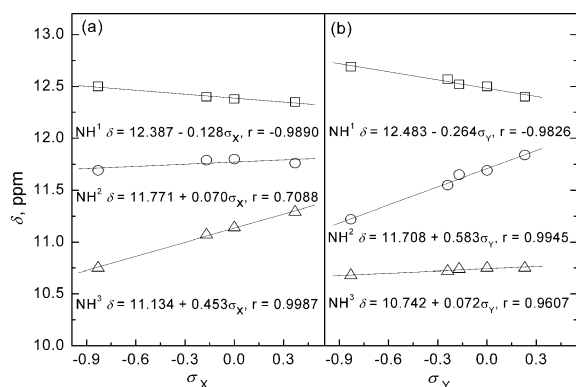 (a)
(b)
13.0
12.5
12.0
11.5
11.0
10.5
10.0
δ, ppm
NH¹ δ = 12.387 - 0.128σX, r = -0.9890
NH² δ = 11.771 + 0.070σX, r = 0.7088
NH³ δ = 11.134 + 0.453σX, r = 0.9987
NH¹ δ = 12.483 - 0.264σY, r = -0.9826
NH² δ = 11.708 + 0.583σY, r = 0.9945
NH³ δ = 10.742 + 0.072σY, r = 0.9607
-0.9 -0.6 -0.3 0.0 0.3
-0.9 -0.6 -0.3 0.0 0.3
σX
σY